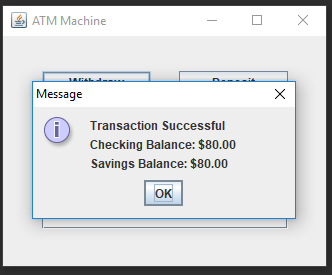 ATM Machine
Message
Transaction Successful
Checking Balance: $80.00
Savings Balance: $80.00
OK